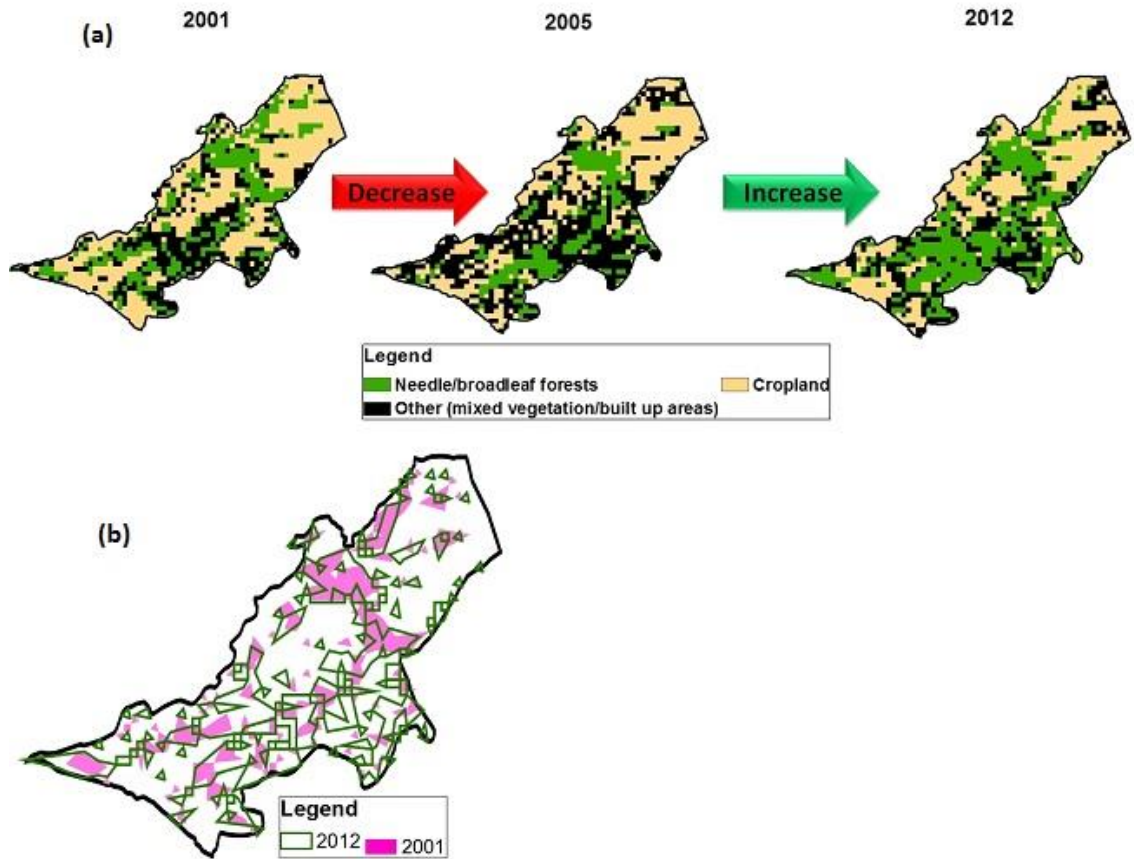 2001
2005
2012
(a)
Decrease
Increase
Legend
Needle/broadleaf forests
Cropland
Other (mixed vegetation/built up areas)
(b)
Legend
2012
2001